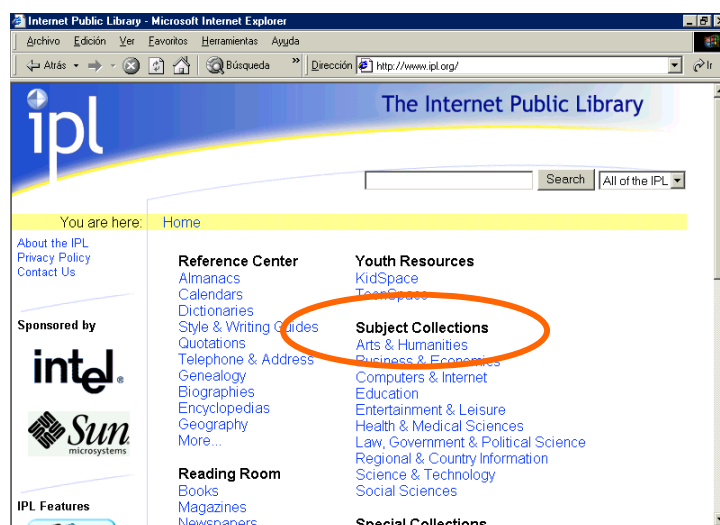 Internet Public Library - Microsoft Internet Explorer
Archivo Edición Ver Favoritos Herramientas Ayuda
Atrás Búsqueda » Dirección http://www.ipl.org/ Ir
ipl
The Internet Public Library
Search All of the IPL
You are here: Home
About the IPL
Privacy Policy
Contact Us
Sponsored by
intel.
Sun
microsystems
IPL Features
Reference Center
Almanacs
Calendars
Dictionaries
Style & Writing Guides
Quotations
Telephone & Address
Genealogy
Biographies
Encyclopedias
Geography
More...
Reading Room
Books
Magazines
Newspapers
Youth Resources
KidSpace
TeenSpace
Subject Collections
Arts & Humanities
Business & Economics
Computers & Internet
Education
Entertainment & Leisure
Health & Medical Sciences
Law, Government & Political Science
Regional & Country Information
Science & Technology
Social Sciences
Special Collections